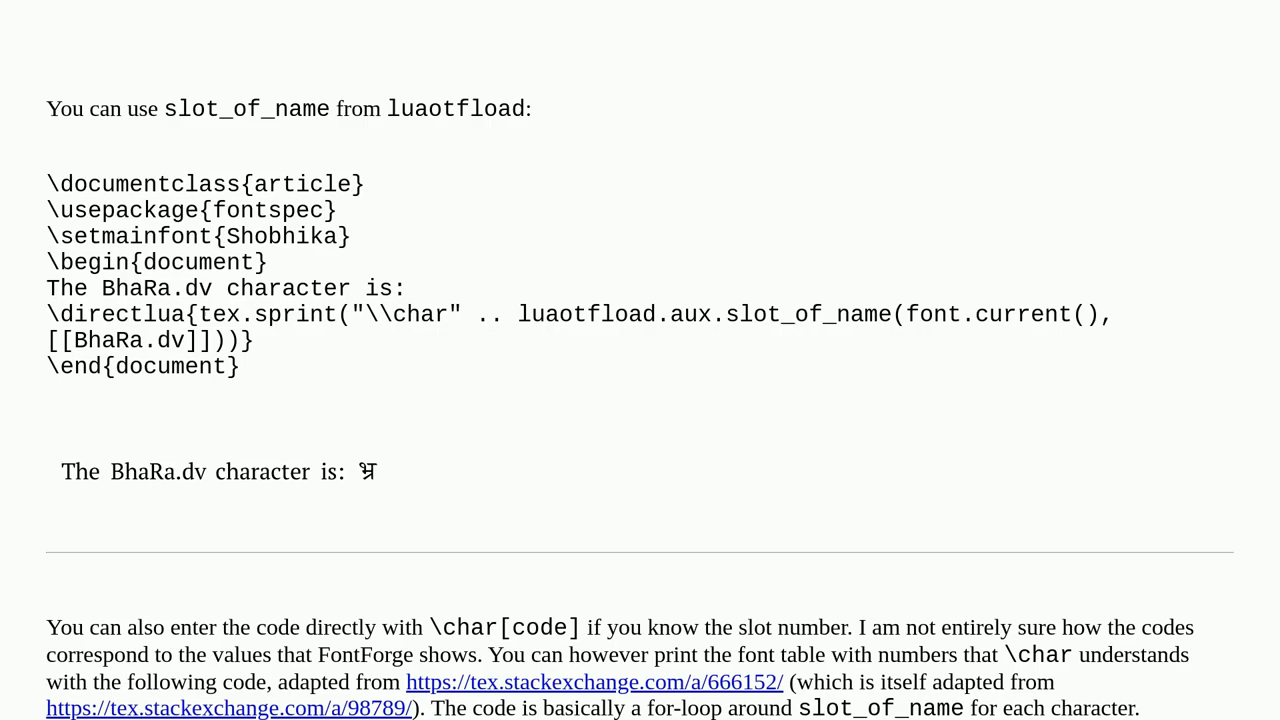 You can use slot_of_name from luaotfload:
\documentclass{article}
\usepackage{fontspec}
\setmainfont{Shobhika}
\begin{document}
The BhaRa.dv character is:
\directlua{tex.sprint("\\char" .. luaotfload.aux.slot_of_name(font.current(),
[[BhaRa.dv]]))}
\end{document}
The BhaRa.dv character is: भ्र
You can also enter the code directly with \char[code] if you know the slot number. I am not entirely sure how the codes
correspond to the values that FontForge shows. You can however print the font table with numbers that \char understands
with the following code, adapted from https://tex.stackexchange.com/a/666152/ (which is itself adapted from
https://tex.stackexchange.com/a/98789/). The code is basically a for-loop around slot_of_name for each character.